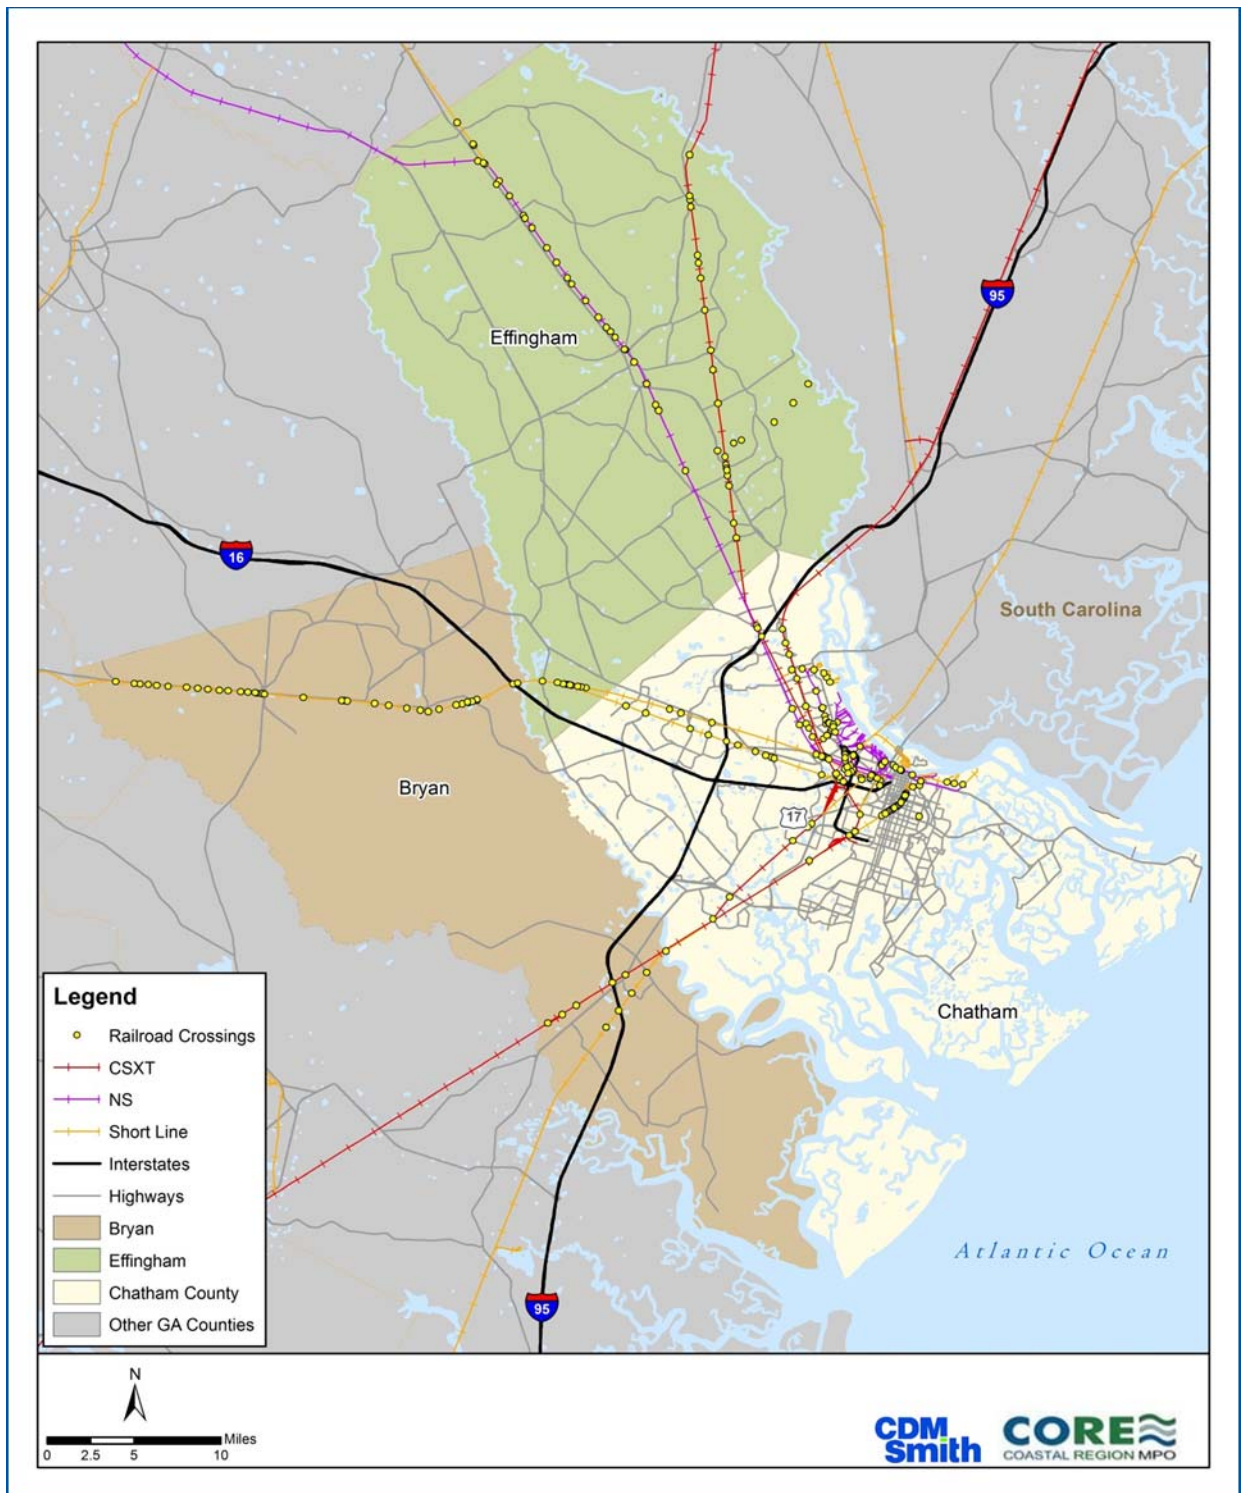 95
Effingham
16
South Carolina
Bryan
17
Chatham
Legend
Railroad Crossings
CSXT
NS
Short Line
Interstates
Highways
Bryan
Effingham
Chatham County
Other GA Counties
Atlantic Ocean
95
N
Miles
0 2.5 5 10
CDM
Smith
CORE
COASTAL REGION MPO